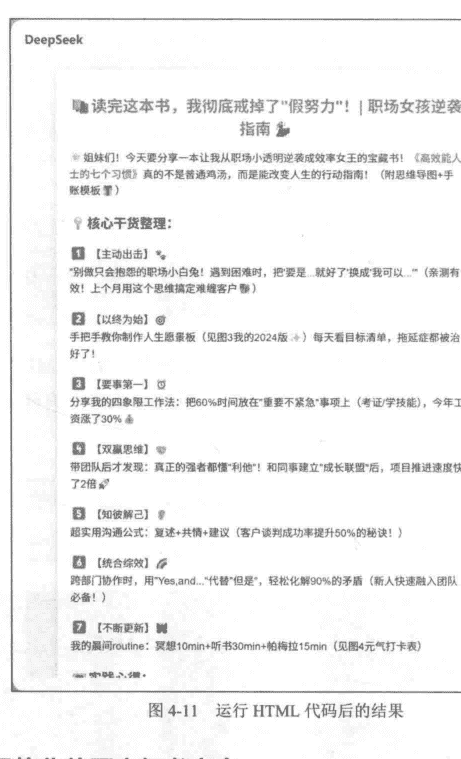 DeepSeek
读完这本书，我彻底戒掉了"假努力"！| 职场女孩逆袭
指南
姐妹们！今天要分享一本让我从职场小透明逆袭成效率女王的宝藏书！《高效能人
士的七个习惯》真的不是普通鸡汤，而是能改变人生的行动指南！（附思维导图+手
账模板）
核心干货整理：
1 【主动出击】
"别做只会抱怨的职场小白兔！遇到困难时，把'要是...就好了'换成'我可以...'"（亲测有
效！上个月用这个思维搞定难缠客户）
2 【以终为始】
手把手教你制作人生愿景板（见图3我的2024版）每天看目标清单，拖延症都被治
好了！
3 【要事第一】
分享我的四象限工作法：把60%时间放在"重要不紧急"事项上（考证/学技能），今年工
资涨了30%
4 【双赢思维】
带团队后才发现：真正的强者都懂"利他"！和同事建立"成长联盟"后，项目推进速度快
了2倍
5 【知彼解己】
超实用沟通公式：复述+共情+建议（客户谈判成功率提升50%的秘诀！）
6 【统合综效】
跨部门协作时，用"Yes,and..."代替"但是"，轻松化解90%的矛盾（新人快速融入团队
必备！）
7 【不断更新】
我的晨间routine：冥想10min+听书30min+帕梅拉15min（见图4元气打卡表）
实践心得：
图 4-11 运行 HTML 代码后的结果